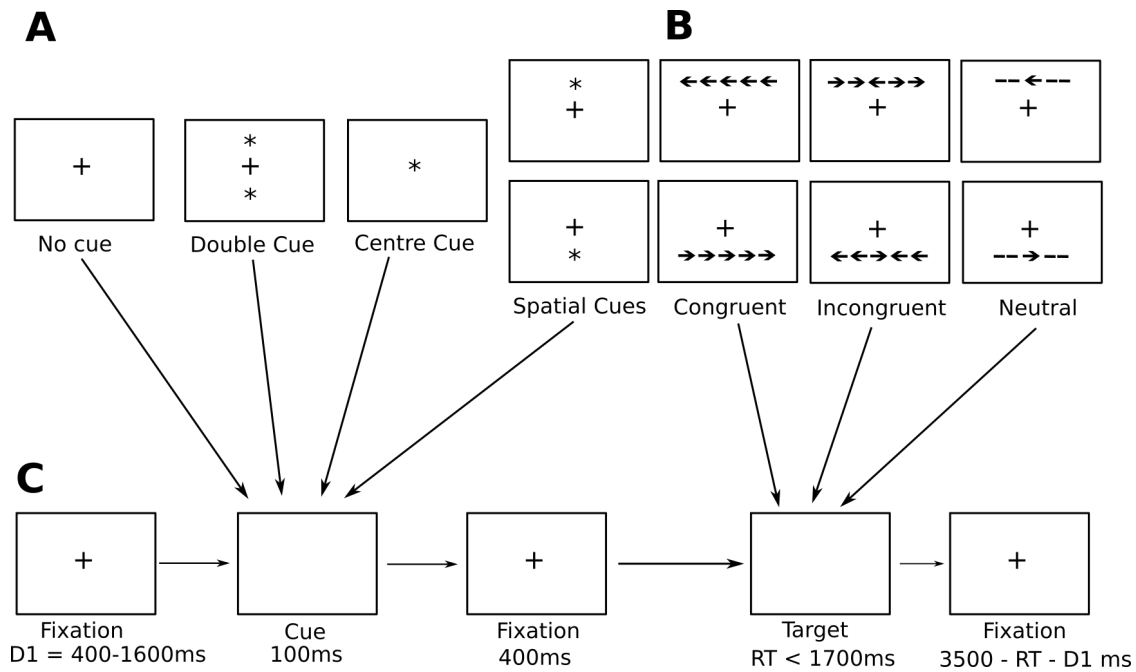 A
B
*
+
←←←←←
+
→→←→→
+
--←--
+
+
*
+
*
*
+
*
+
→→→→→
+
←←→←←
+
--→--
No cue
Double Cue
Centre Cue
Spatial Cues
Congruent
Incongruent
Neutral
C
+
+
+
Fixation
D1 = 400-1600ms
Cue
100ms
Fixation
400ms
Target
RT < 1700ms
Fixation
3500 - RT - D1 ms